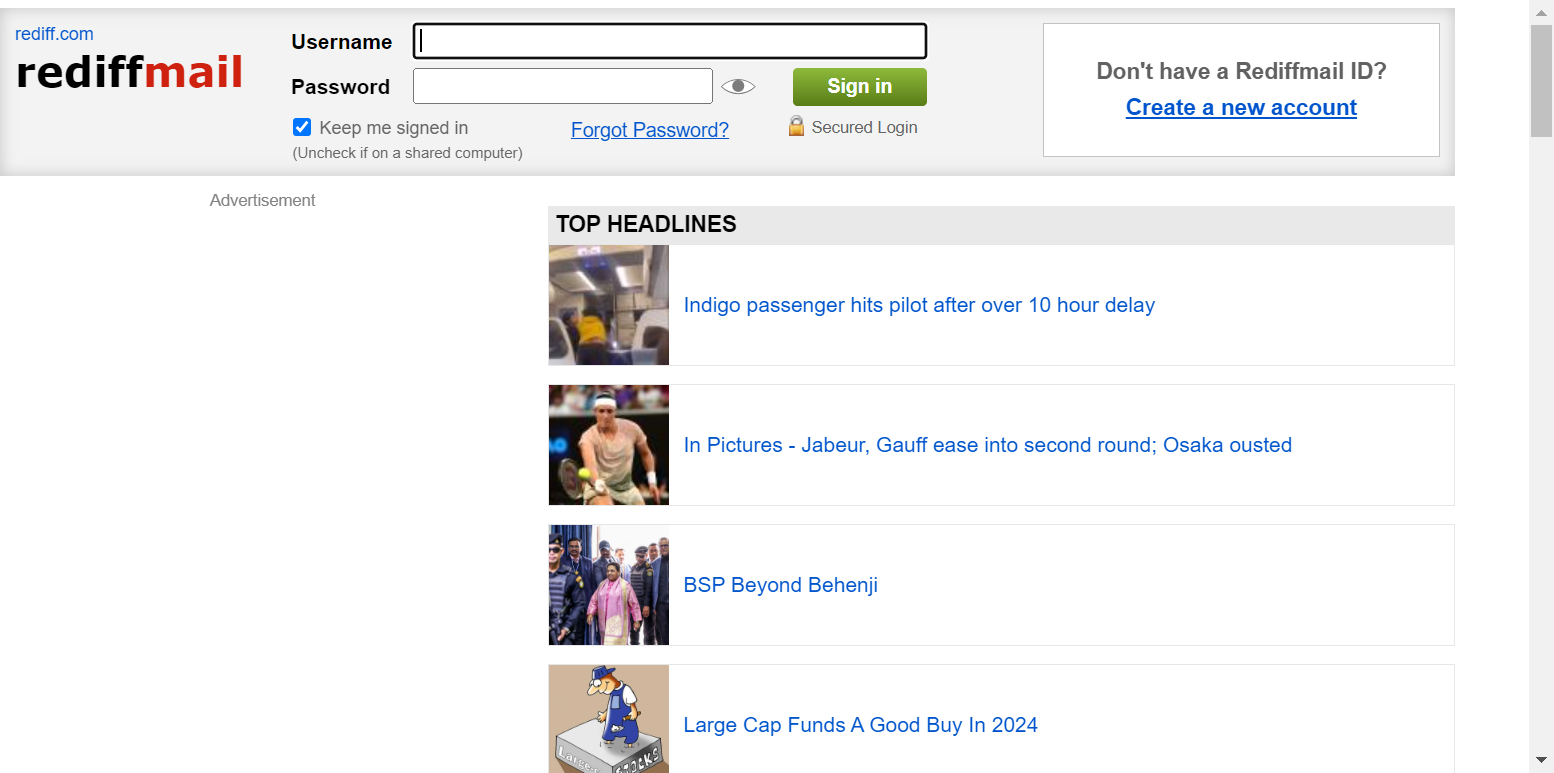 rediff.com
rediffmail
Username
Password
Sign in
Keep me signed in
(Uncheck if on a shared computer)
Forgot Password?
Secured Login
Don't have a Rediffmail ID?
Create a new account
Advertisement
TOP HEADLINES
Indigo passenger hits pilot after over 10 hour delay
In Pictures - Jabeur, Gauff ease into second round; Osaka ousted
BSP Beyond Behenji
Large Cap Funds A Good Buy In 2024
STOCKS